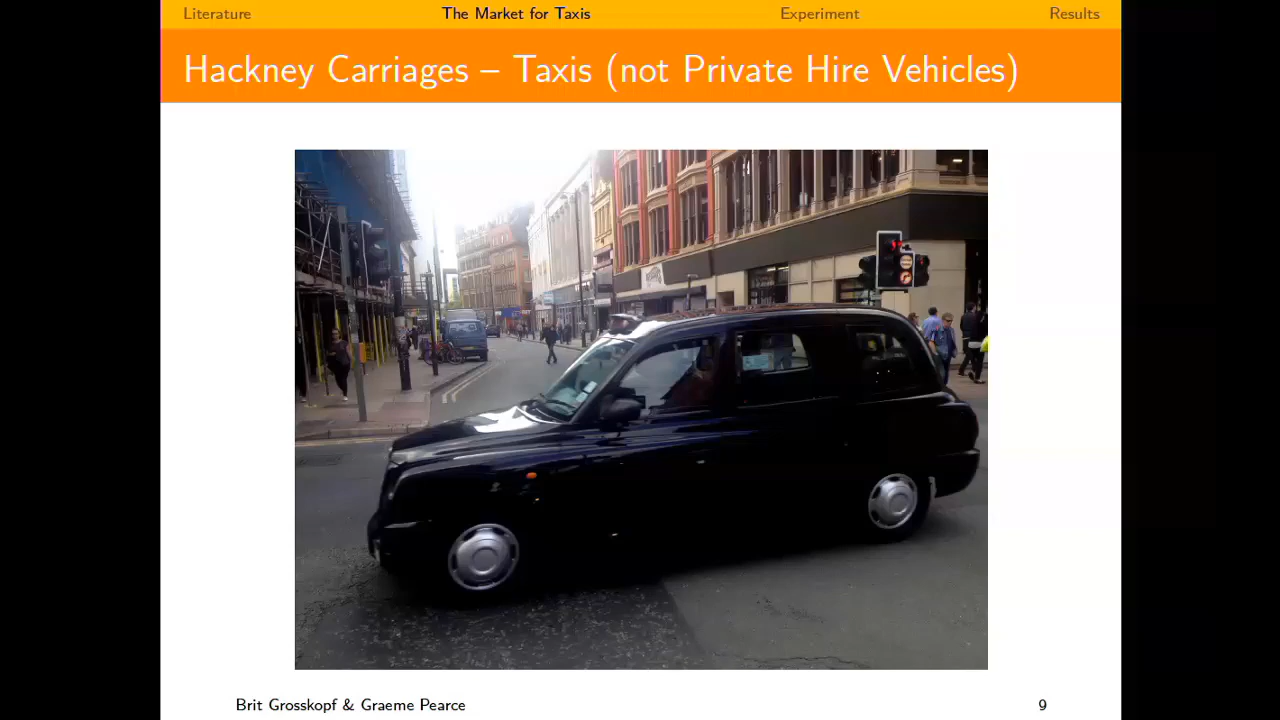 Literature
The Market for Taxis
Experiment
Results
Hackney Carriages – Taxis (not Private Hire Vehicles)
Brit Grosskopf & Graeme Pearce
9